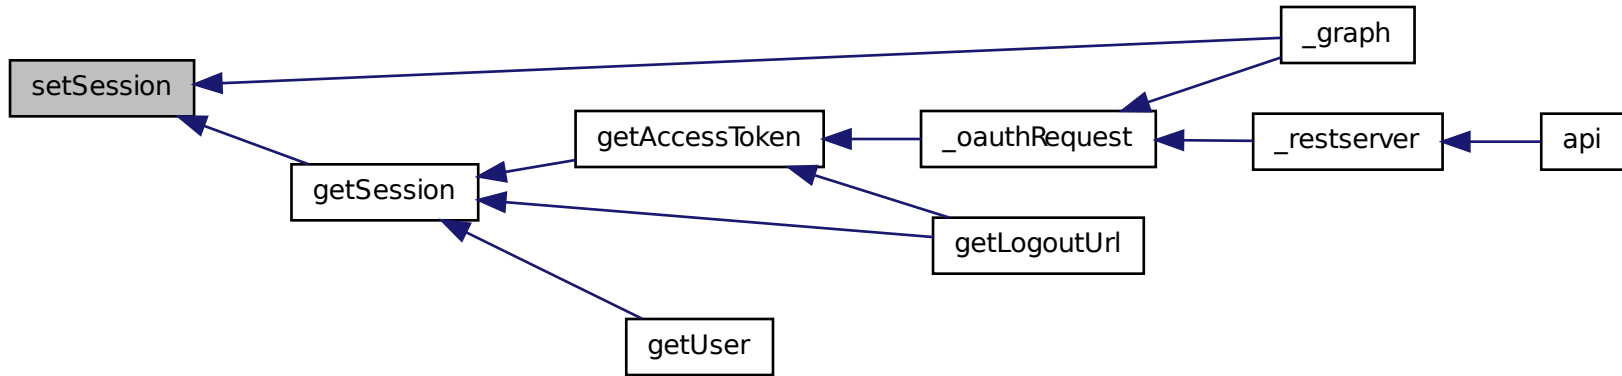 _graph
setSession
getAccessToken
_oauthRequest
_restserver
api
getSession
getLogoutUrl
getUser